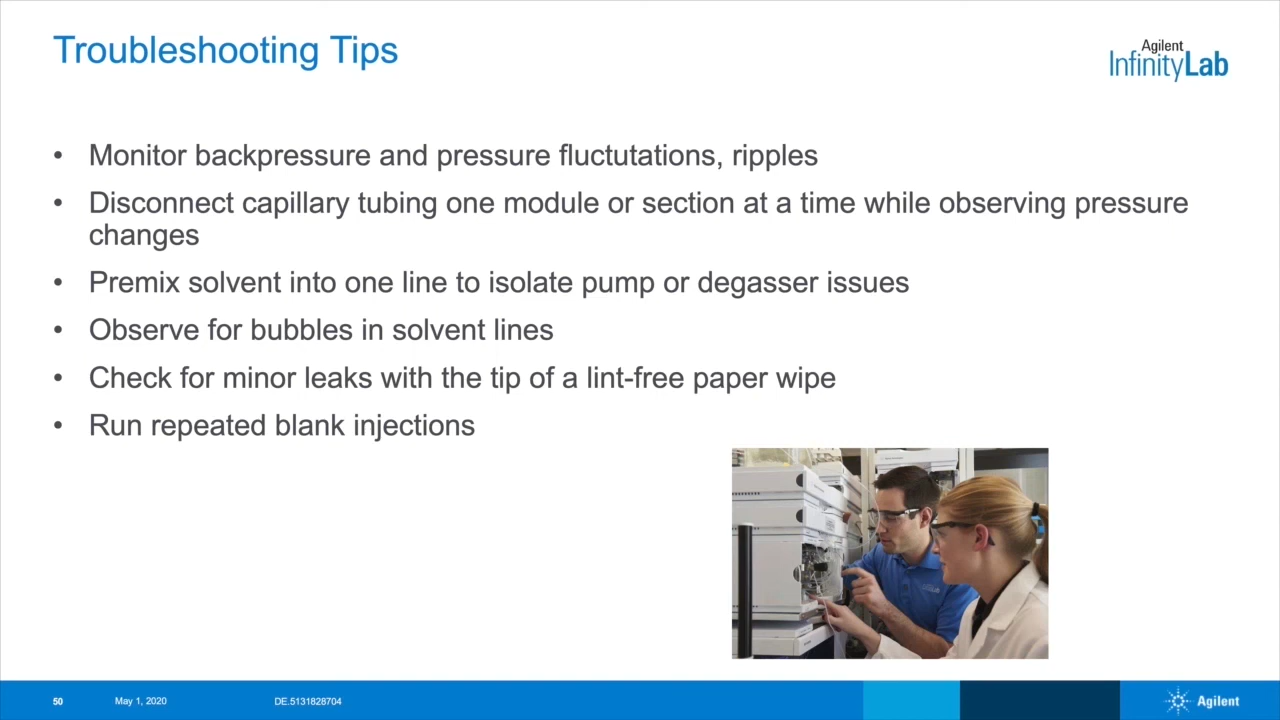 Troubleshooting Tips
Agilent
InfinityLab
• Monitor backpressure and pressure fluctutations, ripples
• Disconnect capillary tubing one module or section at a time while observing pressure
changes
• Premix solvent into one line to isolate pump or degasser issues
• Observe for bubbles in solvent lines
• Check for minor leaks with the tip of a lint-free paper wipe
• Run repeated blank injections
50 May 1, 2020 DE.5131828704 Agilent